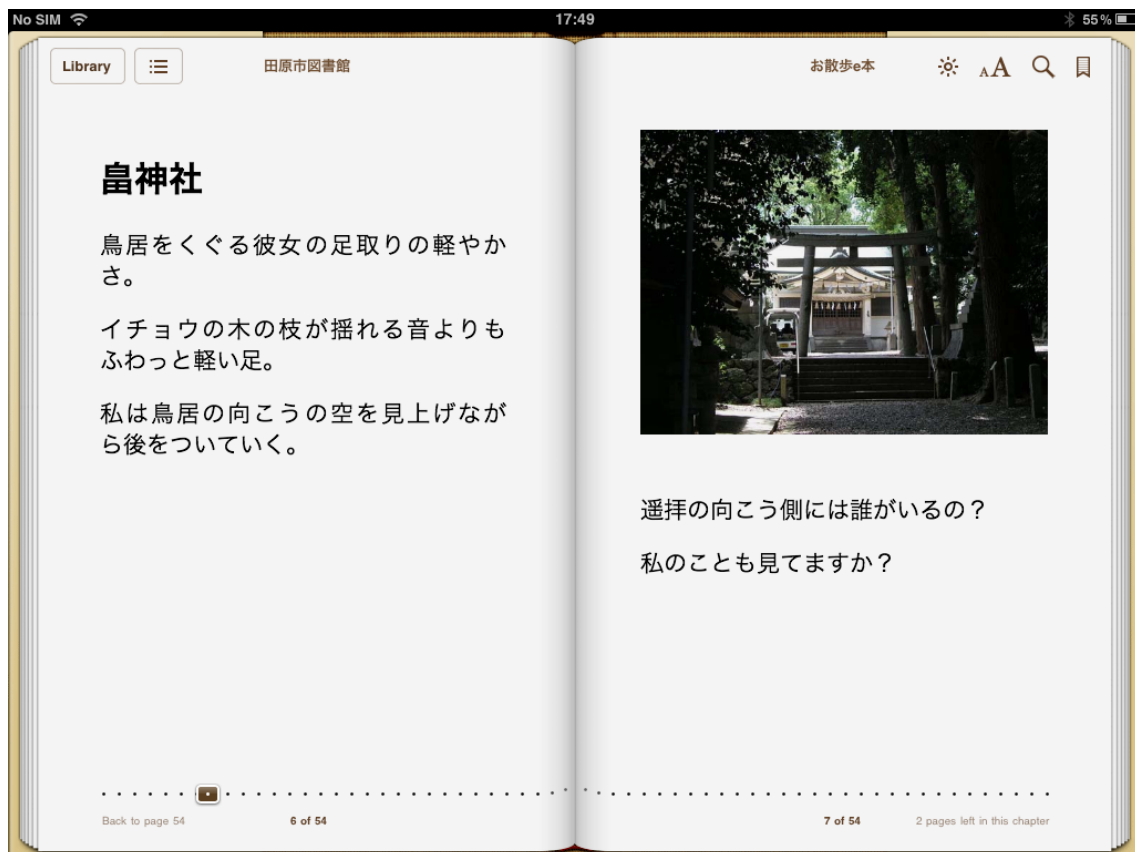 No SIM 17:49 55%
Library 田原市図書館 お散歩e本 AA
畠神社
鳥居をくぐる彼女の足取りの軽やか
さ。
イチョウの木の枝が揺れる音よりも
ふわっと軽い足。
私は鳥居の向こうの空を見上げなが
ら後をついていく。
遥拝の向こう側には誰がいるの？
私のことも見てますか？
Back to page 54 6 of 54 7 of 54 2 pages left in this chapter